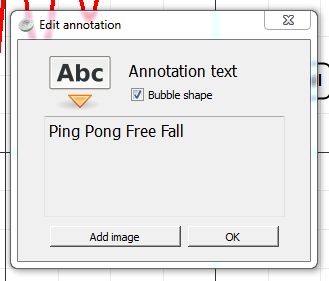 Edit annotation
Abc
Annotation text
Bubble shape
Ping Pong Free Fall
Add image
OK